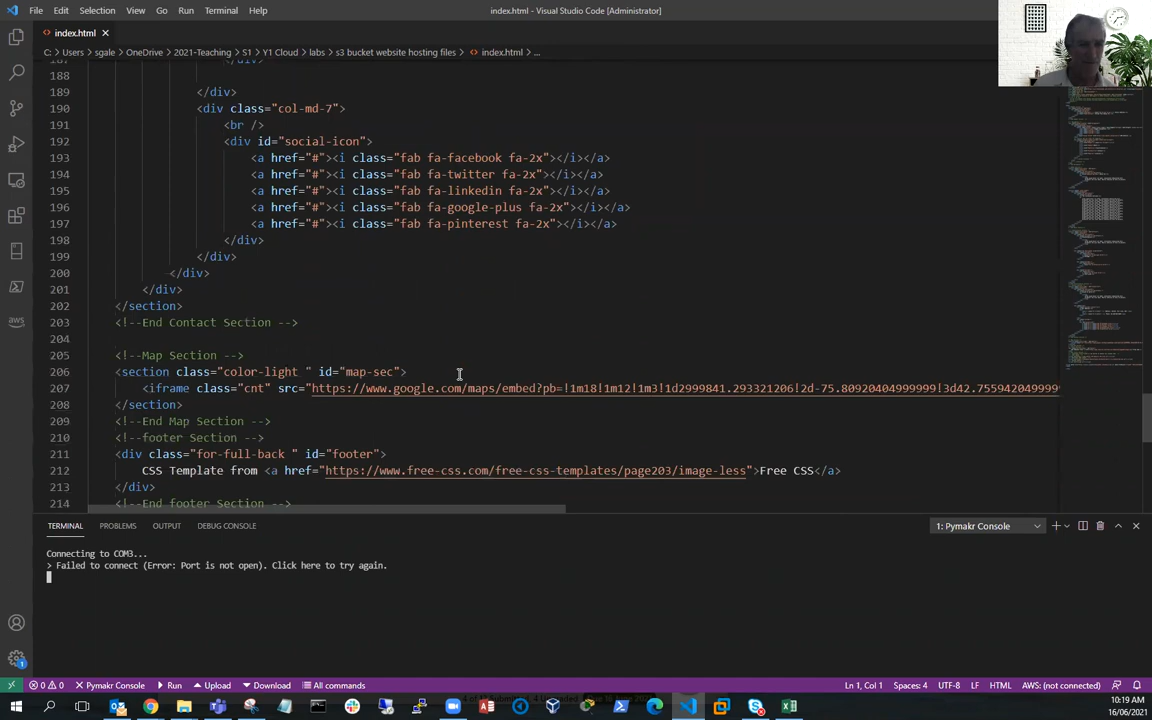 File Edit Selection View Go Run Terminal Help
index.html - Visual Studio Code [Administrator]
index.html
C: > Users > sgale > OneDrive > 2021-Teaching > S1 > Y1 Cloud > labs > s3 bucket website hosting files > index.html > ...
187 </div>
188
189 </div>
190 <div class="col-md-7">
191 <br />
192 <div id="social-icon">
193 <a href="#"><i class="fab fa-facebook fa-2x"></i></a>
194 <a href="#"><i class="fab fa-twitter fa-2x"></i></a>
195 <a href="#"><i class="fab fa-linkedin fa-2x"></i></a>
196 <a href="#"><i class="fab fa-google-plus fa-2x"></i></a>
197 <a href="#"><i class="fab fa-pinterest fa-2x"></i></a>
198 </div>
199 </div>
200 </div>
201 </div>
202 </section>
203 <!--End Contact Section -->
204
205 <!--Map Section -->
206 <section class="color-light " id="map-sec">
207 <iframe class="cnt" src="https://www.google.com/maps/embed?pb=!1m18!1m12!1m3!1d2999841.293321206!2d-75.80920404999999!3d42.7559420499999
208 </section>
209 <!--End Map Section -->
210 <!--footer Section -->
211 <div class="for-full-back " id="footer">
212 CSS Template from <a href="https://www.free-css.com/free-css-templates/page203/image-less">Free CSS</a>
213 </div>
214 <!--End footer Section -->
TERMINAL PROBLEMS OUTPUT DEBUG CONSOLE
1: Pymakr Console
Connecting to COM3...
> Failed to connect (Error: Port is not open). Click here to try again.
0 0 Pymakr Console Run Upload Download All commands
Ln 1, Col 1 Spaces: 4 UTF-8 LF HTML AWS: (not connected)
aws
1
10:19 AM
16/06/2021